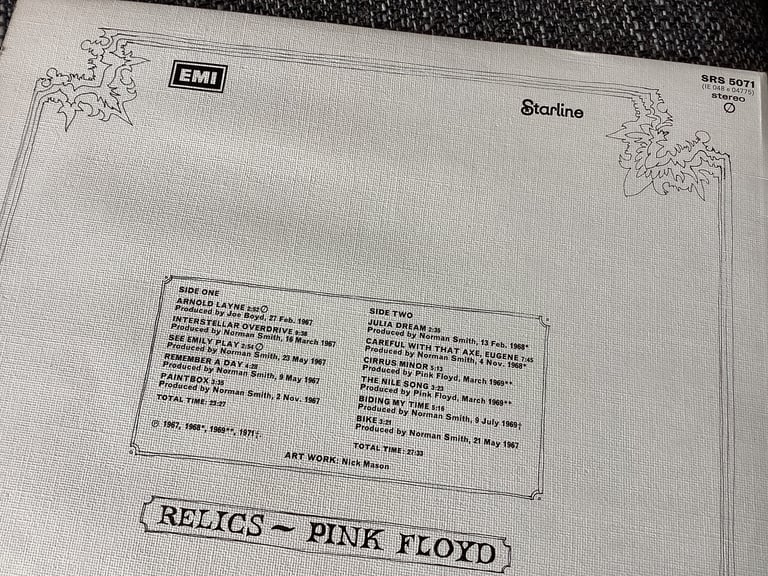 EMI
Starline
SRS 5071
(1E 048 • 04775)
stereo
SIDE ONE
ARNOLD LAYNE 2:52
Produced by Joe Boyd, 27 Feb. 1967
INTERSTELLAR OVERDRIVE 9:38
Produced by Norman Smith, 16 March 1967
SEE EMILY PLAY 2:54
Produced by Norman Smith, 23 May 1967
REMEMBER A DAY 4:28
Produced by Norman Smith, 9 May 1967
PAINTBOX 3:35
Produced by Norman Smith, 2 Nov. 1967
TOTAL TIME: 23:27
℗ 1967, 1968*, 1969**, 1971‡
SIDE TWO
JULIA DREAM 2:35
Produced by Norman Smith, 13 Feb. 1968*
CAREFUL WITH THAT AXE, EUGENE 7:45
Produced by Norman Smith, 4 Nov. 1968*
CIRRUS MINOR 5:13
Produced by Pink Floyd, March 1969**
THE NILE SONG 3:23
Produced by Pink Floyd, March 1969**
BIDING MY TIME 5:16
Produced by Norman Smith, 9 July 1969‡
BIKE 3:21
Produced by Norman Smith, 21 May 1967
TOTAL TIME: 27:33
ART WORK: Nick Mason
RELICS ~ PINK FLOYD